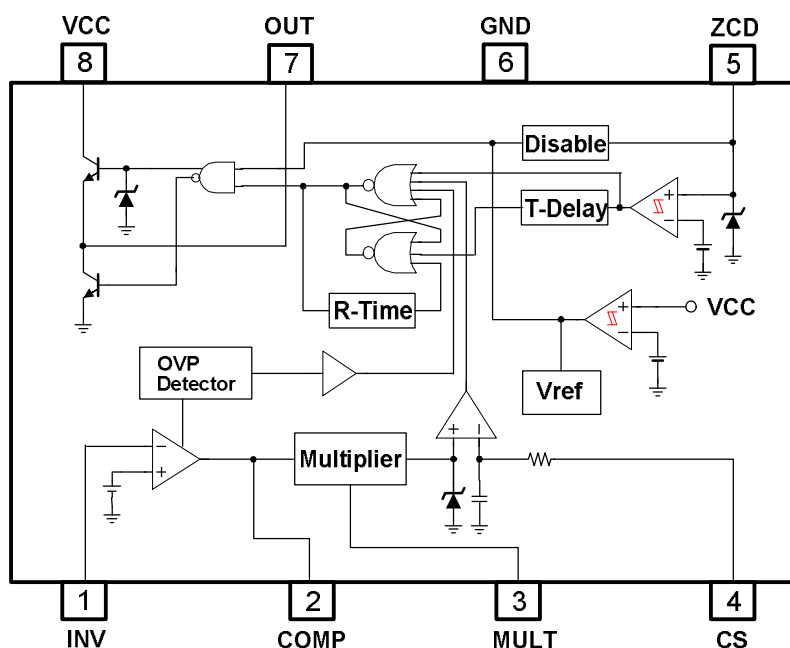 VCC OUT GND ZCD
8 7 6 5
Disable
T-Delay
+
−
R-Time
+
−
VCC
OVP
Detector
Vref
−
+
Multiplier
+ −
1 2 3 4
INV COMP MULT CS